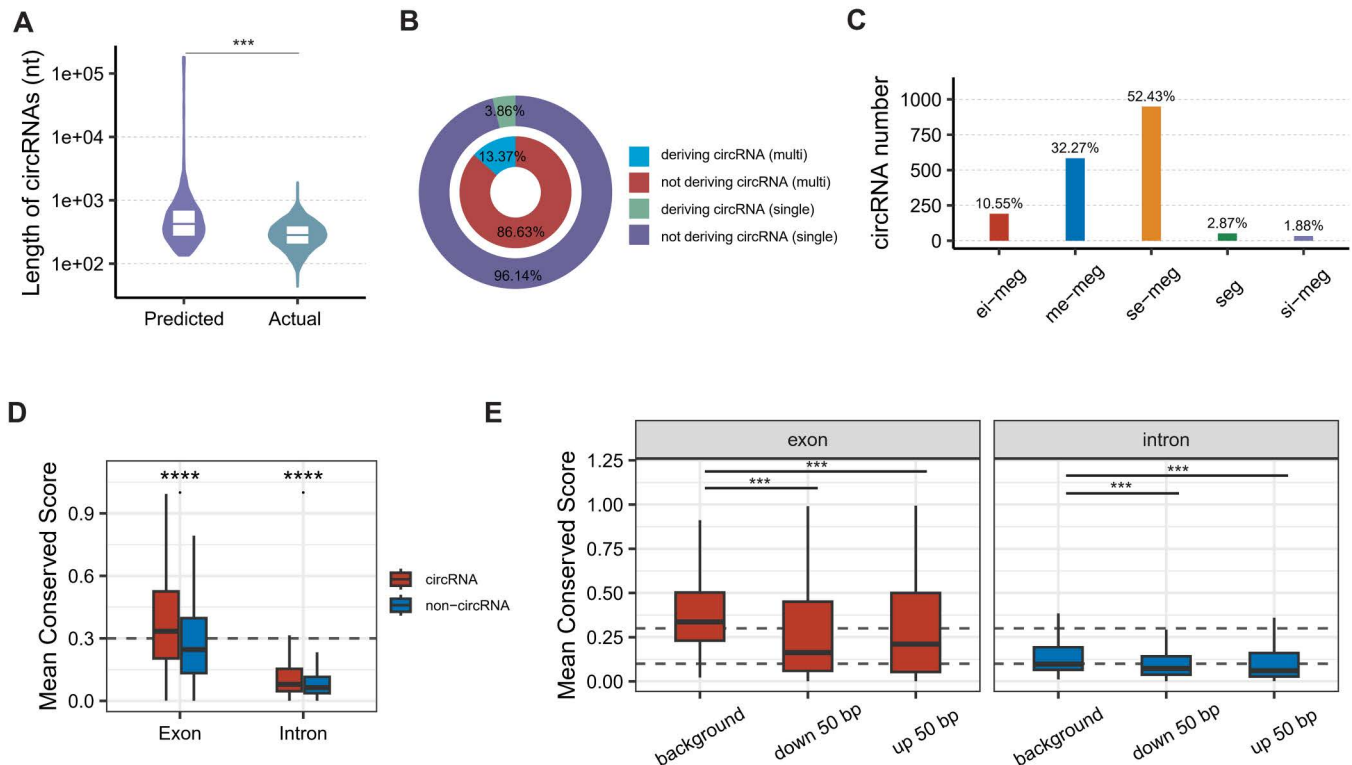 A
Length of circRNAs (nt)
1e+05
1e+04
1e+03
1e+02
***
Predicted
Actual
B
3.86%
13.37%
86.63%
96.14%
deriving circRNA (multi)
not deriving circRNA (multi)
deriving circRNA (single)
not deriving circRNA (single)
C
circRNA number
1000
750
500
250
0
10.55%
32.27%
52.43%
2.87%
1.88%
ei-meg
me-meg
se-meg
seg
si-meg
D
Mean Conserved Score
0.9
0.6
0.3
0.0
****
****
Exon
Intron
circRNA
non-circRNA
E
Mean Conserved Score
1.25
1.00
0.75
0.50
0.25
0.00
exon
***
***
background
down 50 bp
up 50 bp
intron
***
***
background
down 50 bp
up 50 bp